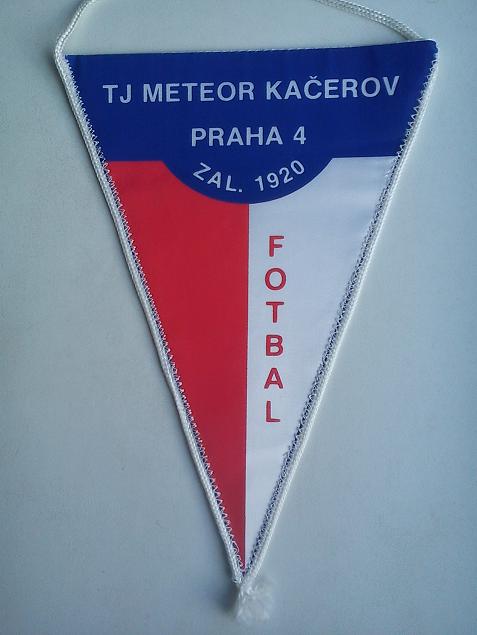 TJ METEOR KAČEROV
PRAHA 4
ZAL. 1920
FOTBAL